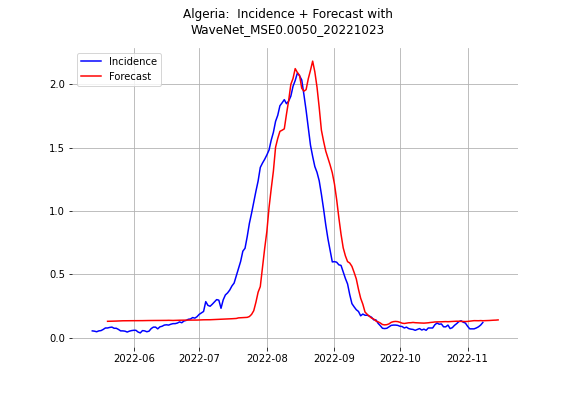 Algeria:  Incidence + Forecast with
WaveNet_MSE0.0050_20221023
Incidence
Forecast
2.0
1.5
1.0
0.5
0.0
2022-06 2022-07 2022-08 2022-09 2022-10 2022-11